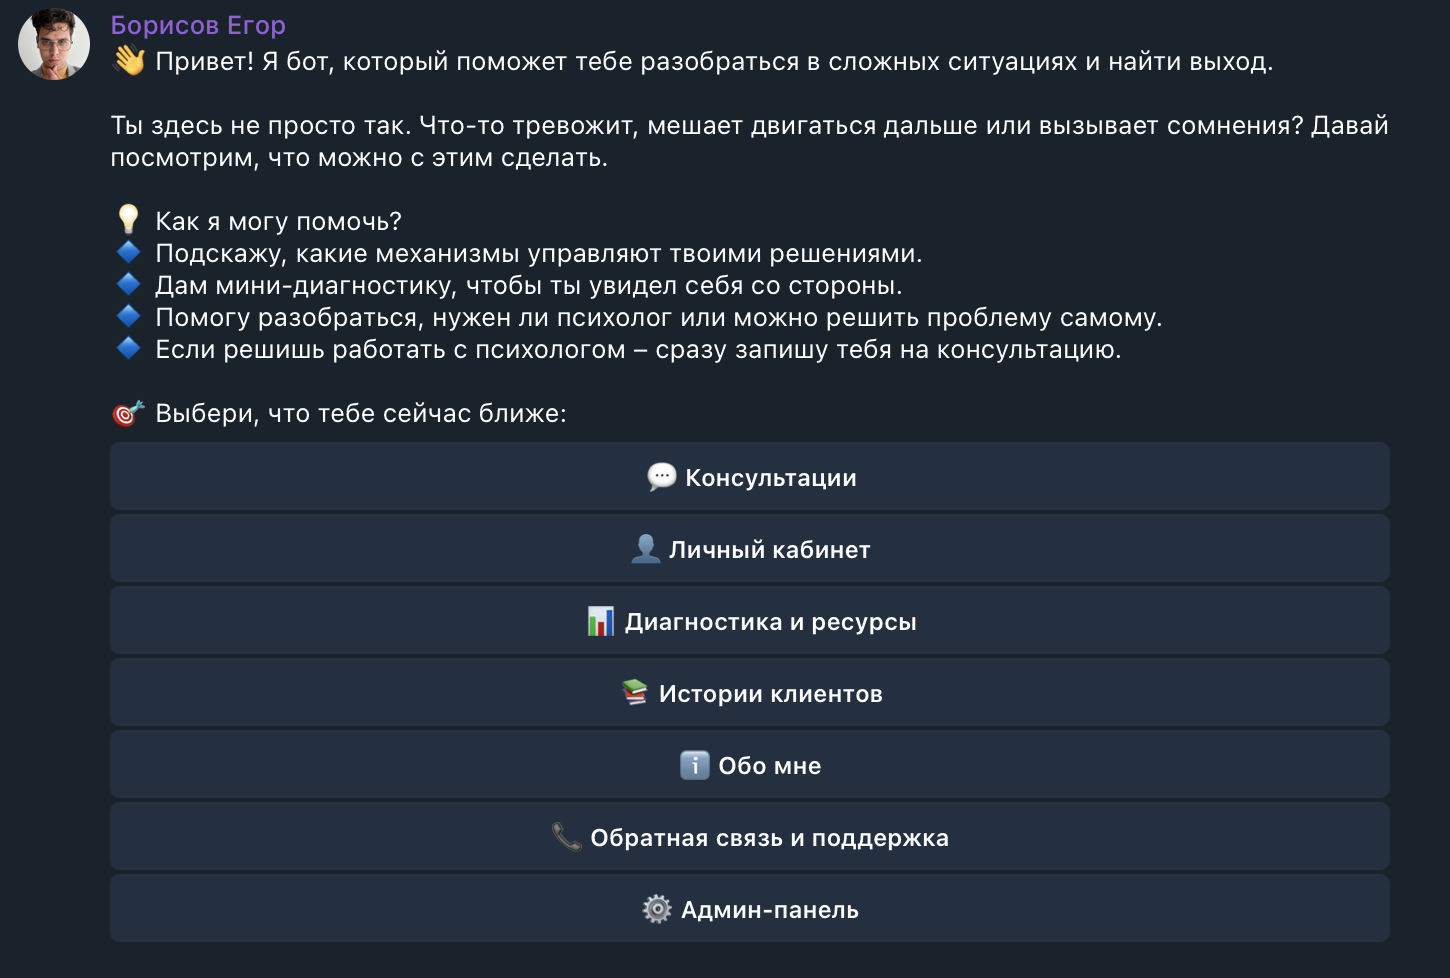 Борисов Егор
👋 Привет! Я бот, который поможет тебе разобраться в сложных ситуациях и найти выход.
Ты здесь не просто так. Что-то тревожит, мешает двигаться дальше или вызывает сомнения? Давай
посмотрим, что можно с этим сделать.
💡 Как я могу помочь?
🔷 Подскажу, какие механизмы управляют твоими решениями.
🔷 Дам мини-диагностику, чтобы ты увидел себя со стороны.
🔷 Помогу разобраться, нужен ли психолог или можно решить проблему самому.
🔷 Если решишь работать с психологом – сразу запишу тебя на консультацию.
🎯 Выбери, что тебе сейчас ближе:
💬 Консультации
👤 Личный кабинет
📊 Диагностика и ресурсы
📚 Истории клиентов
ℹ️ Обо мне
📞 Обратная связь и поддержка
⚙️ Админ-панель